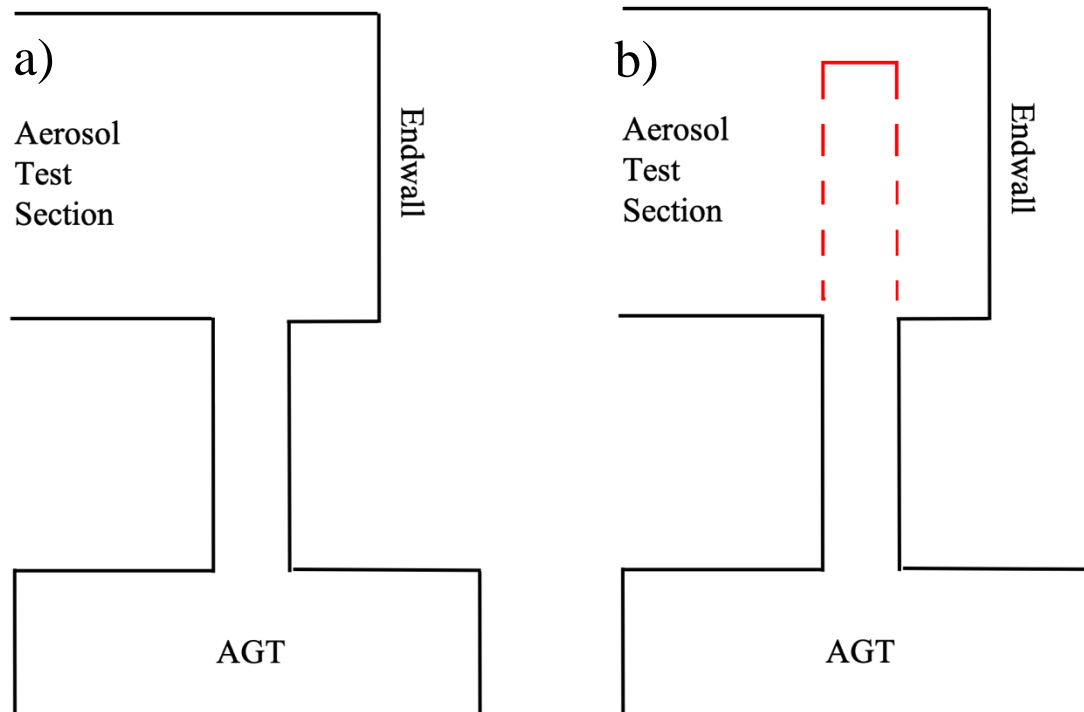 a)
Aerosol
Test
Section
Endwall
AGT
b)
Aerosol
Test
Section
Endwall
AGT